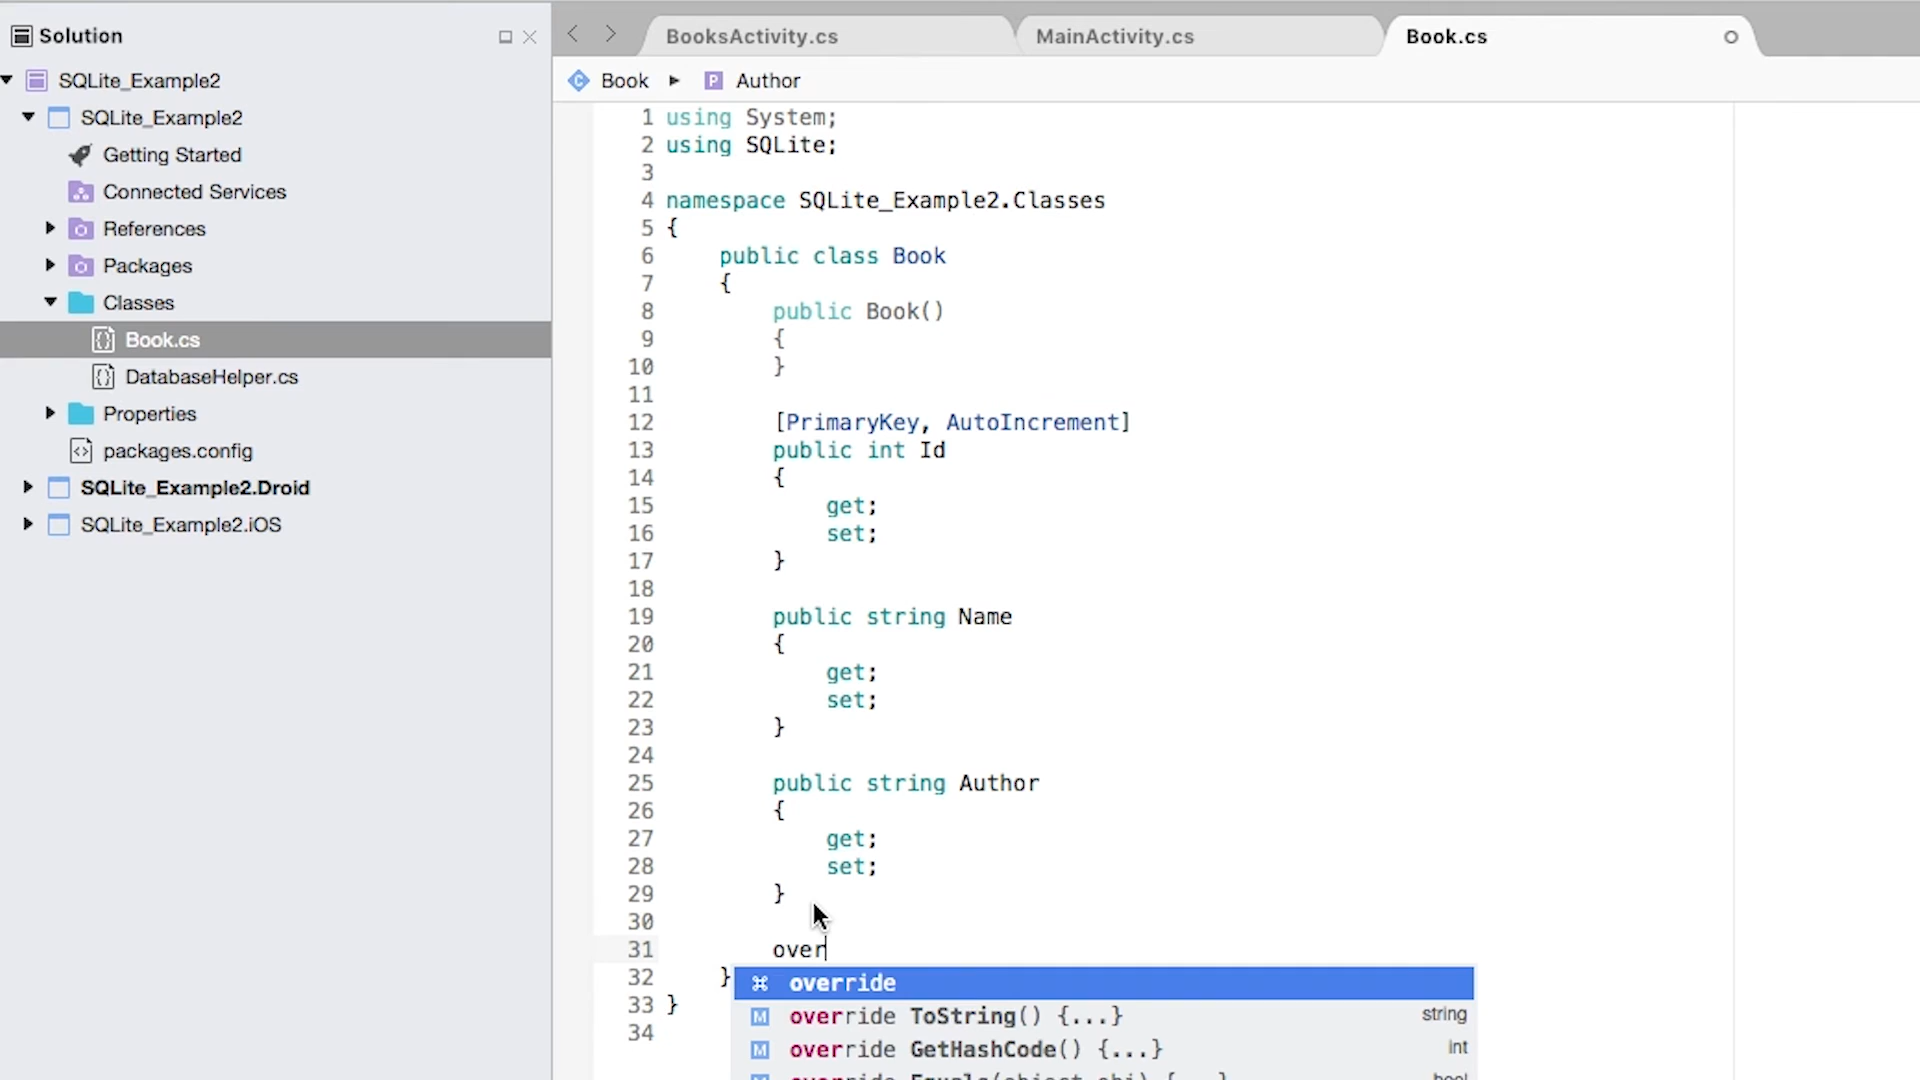 Solution
SQLite_Example2
SQLite_Example2
Getting Started
Connected Services
References
Packages
Classes
Book.cs
DatabaseHelper.cs
Properties
packages.config
SQLite_Example2.Droid
SQLite_Example2.iOS
BooksActivity.cs
MainActivity.cs
Book.cs
Book
P Author
1 using System;
2 using SQLite;
3
4 namespace SQLite_Example2.Classes
5 {
6 public class Book
7 {
8 public Book()
9 {
10 }
11
12 [PrimaryKey, AutoIncrement]
13 public int Id
14 {
15 get;
16 set;
17 }
18
19 public string Name
20 {
21 get;
22 set;
23 }
24
25 public string Author
26 {
27 get;
28 set;
29 }
30
31 over
32 }
33 }
34
⌘ override
M override ToString() {...} string
M override GetHashCode() {...} int
override Equals(object obj) {...} bool